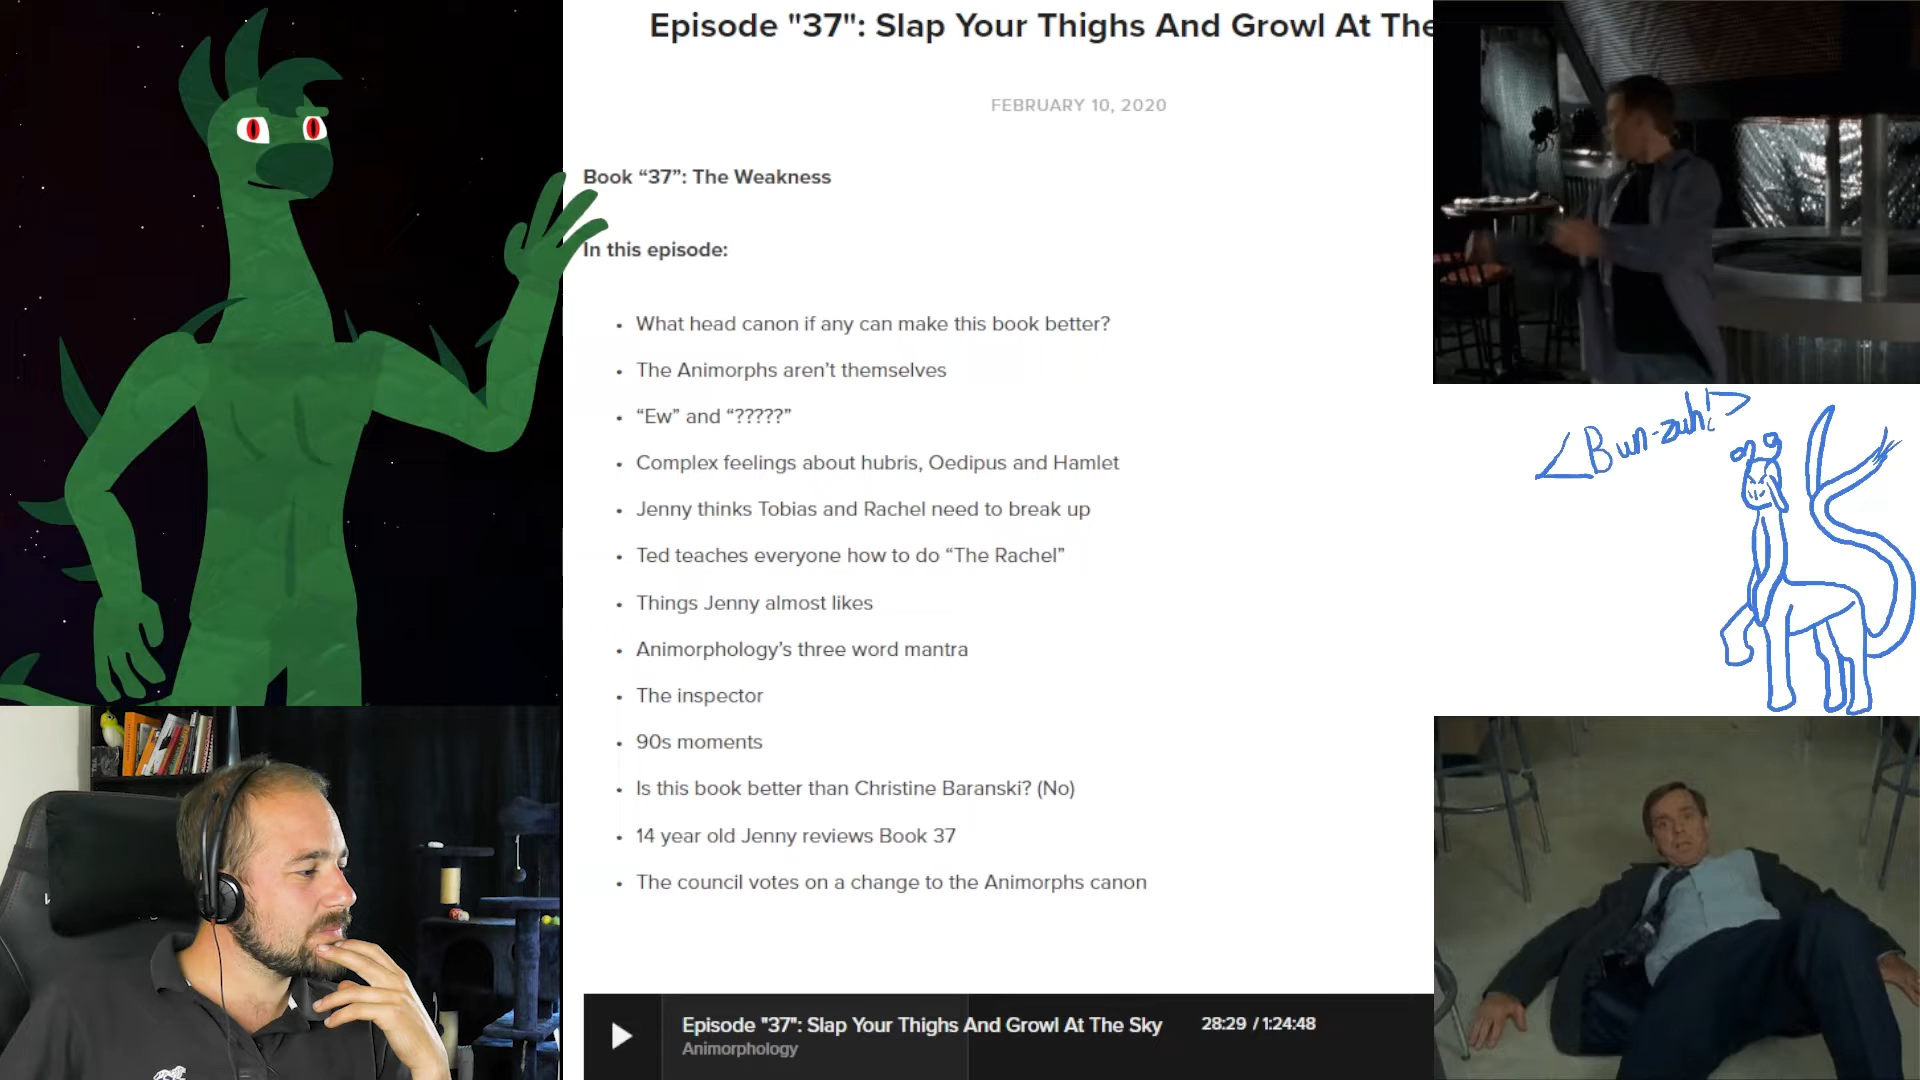 Episode "37": Slap Your Thighs And Growl At The
FEBRUARY 10, 2020
Book “37”: The Weakness
In this episode:
What head canon if any can make this book better?
The Animorphs aren’t themselves
“Ew” and “?????”
Complex feelings about hubris, Oedipus and Hamlet
Jenny thinks Tobias and Rachel need to break up
Ted teaches everyone how to do “The Rachel”
Things Jenny almost likes
Animorphology’s three word mantra
The inspector
90s moments
Is this book better than Christine Baranski? (No)
14 year old Jenny reviews Book 37
The council votes on a change to the Animorphs canon
Episode "37": Slap Your Thighs And Growl At The Sky
28:29 / 1:24:48
Animorphology
<Bun-zuh!>